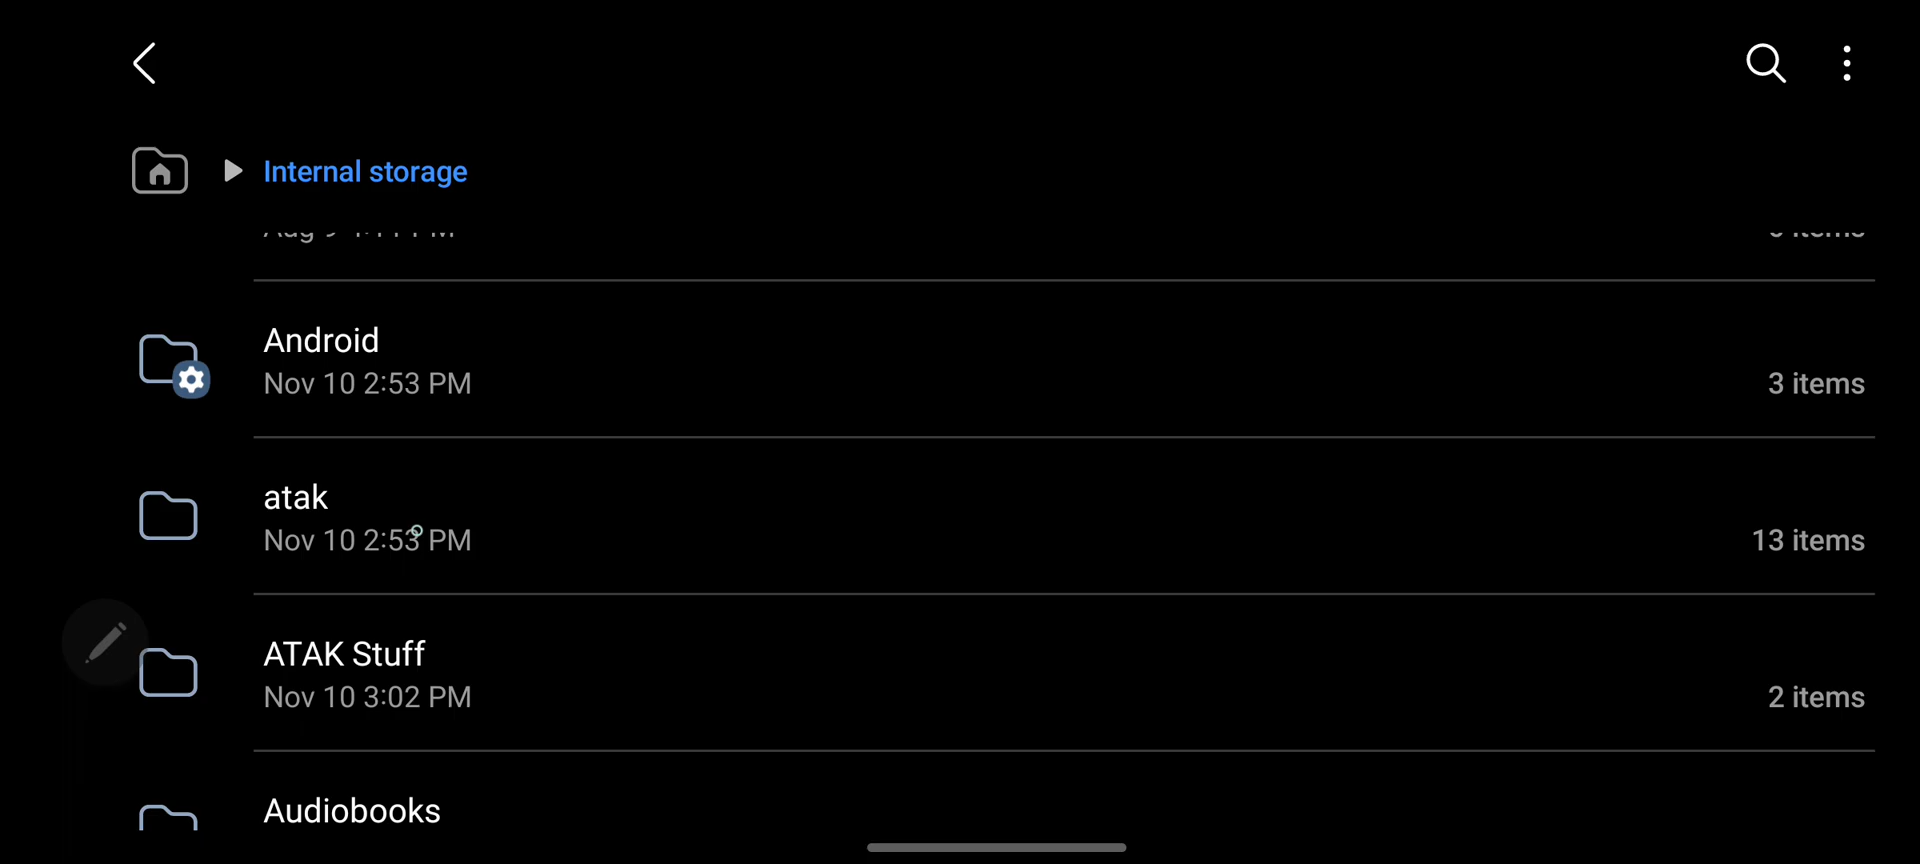 Internal storage
Android
Nov 10 2:53 PM
3 items
atak
Nov 10 2:53 PM
13 items
ATAK Stuff
Nov 10 3:02 PM
2 items
Audiobooks